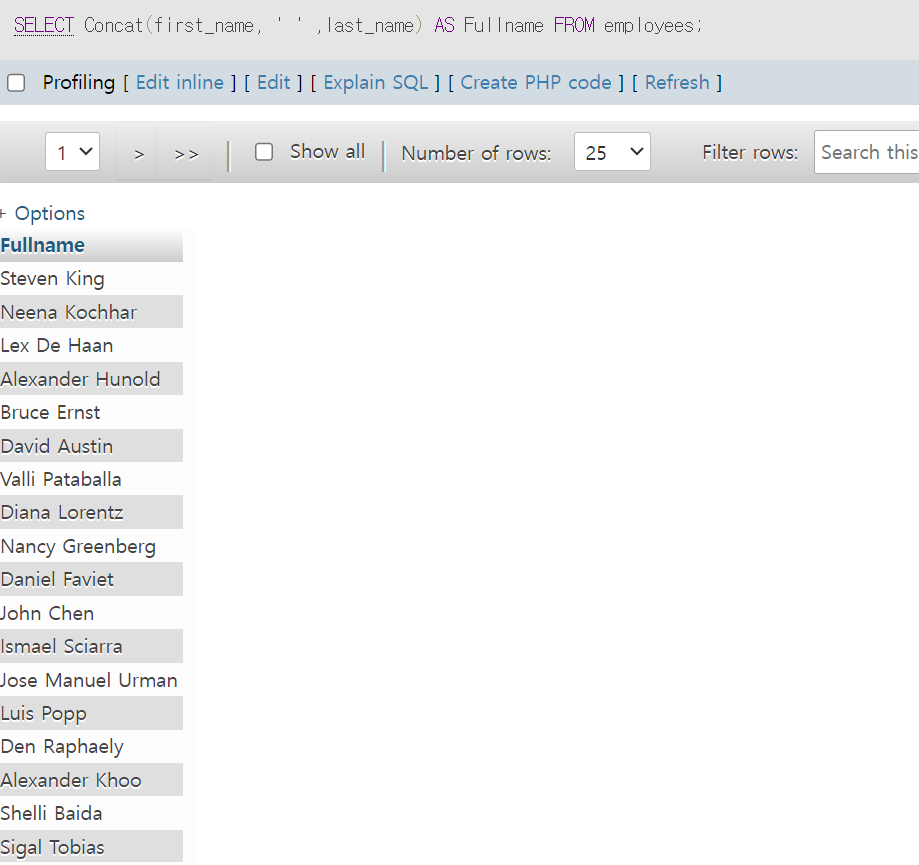 SELECT Concat(first_name, ' ' ,last_name) AS Fullname FROM employees;
Profiling [ Edit inline ] [ Edit ] [ Explain SQL ] [ Create PHP code ] [ Refresh ]
1 > >> Show all Number of rows: 25 Filter rows: Search this
+ Options
Fullname
Steven King
Neena Kochhar
Lex De Haan
Alexander Hunold
Bruce Ernst
David Austin
Valli Pataballa
Diana Lorentz
Nancy Greenberg
Daniel Faviet
John Chen
Ismael Sciarra
Jose Manuel Urman
Luis Popp
Den Raphaely
Alexander Khoo
Shelli Baida
Sigal Tobias